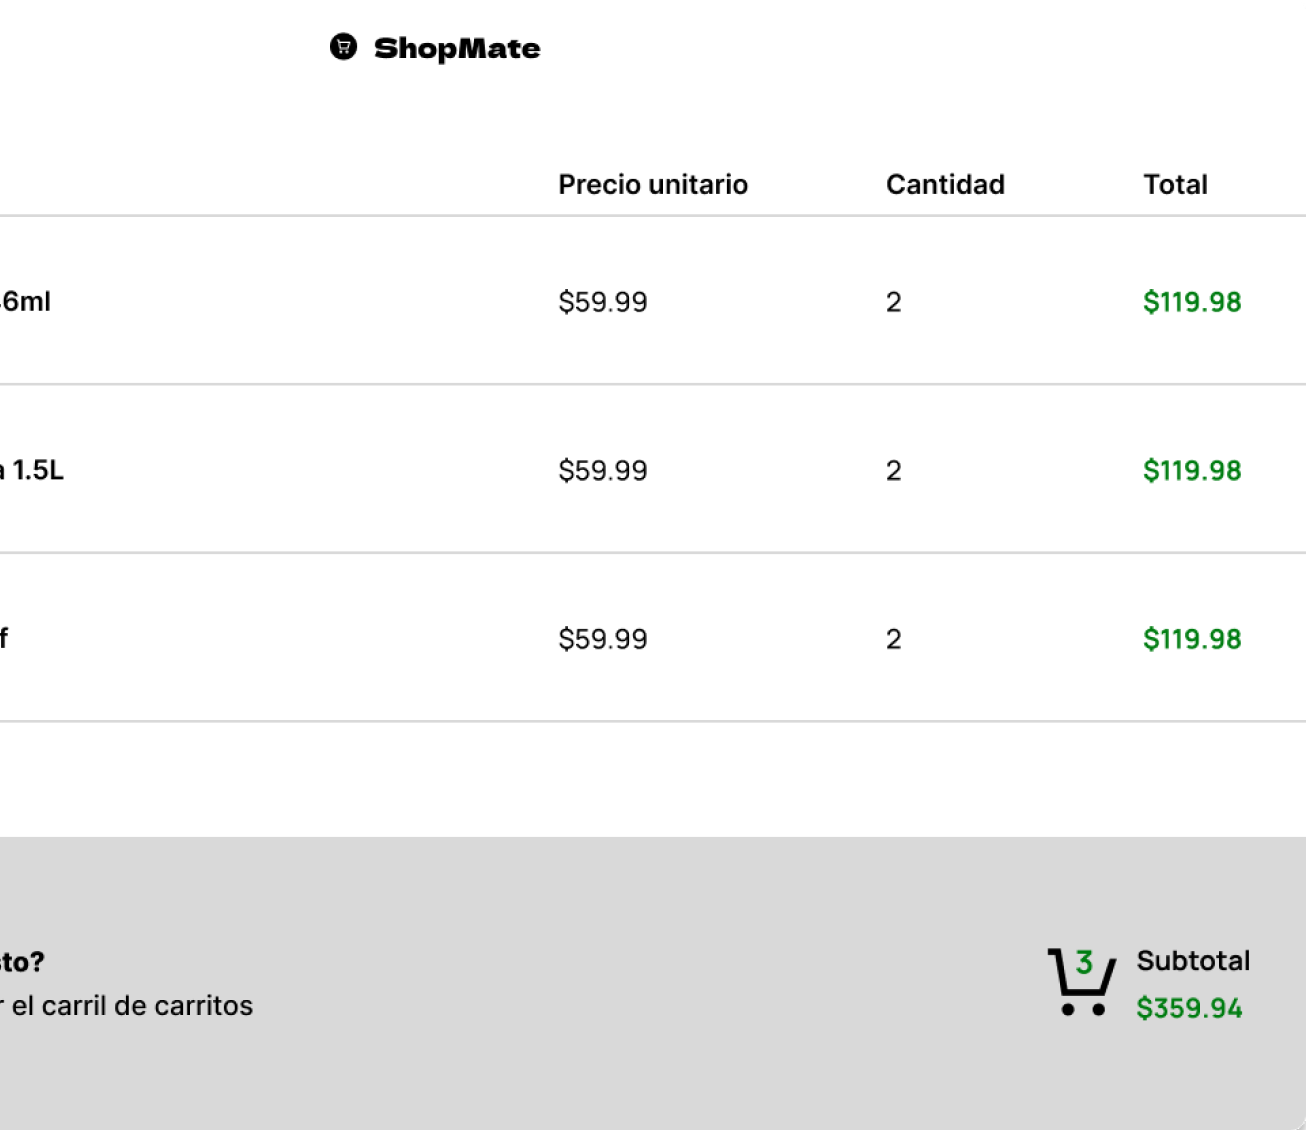 ShopMate
Precio unitario Cantidad Total
6ml $59.99 2 $119.98
1.5L $59.99 2 $119.98
f $59.99 2 $119.98
to?
el carril de carritos
3 Subtotal
$359.94